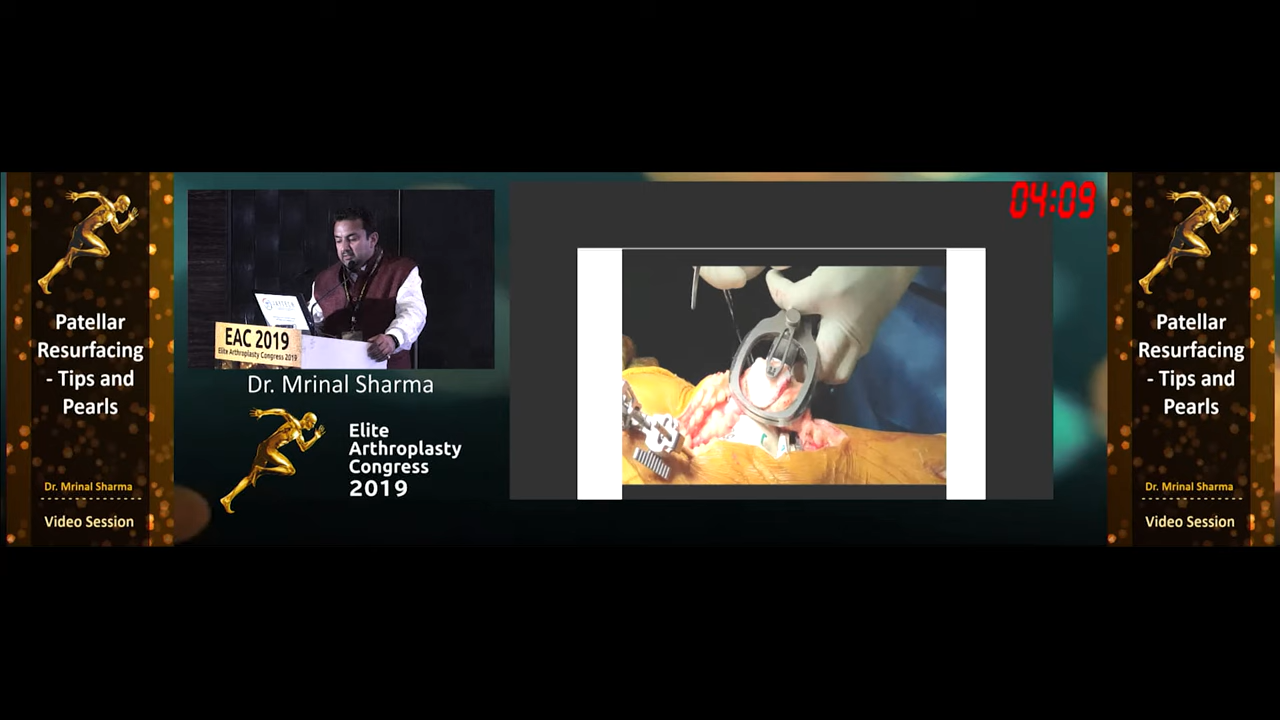 Patellar
Resurfacing
- Tips and
Pearls
Dr. Mrinal Sharma
Video Session
EAC 2019
Elite Arthroplasty Congress 2019
Dr. Mrinal Sharma
Elite
Arthroplasty
Congress
2019
04:09
Patellar
Resurfacing
- Tips and
Pearls
Dr. Mrinal Sharma
Video Session